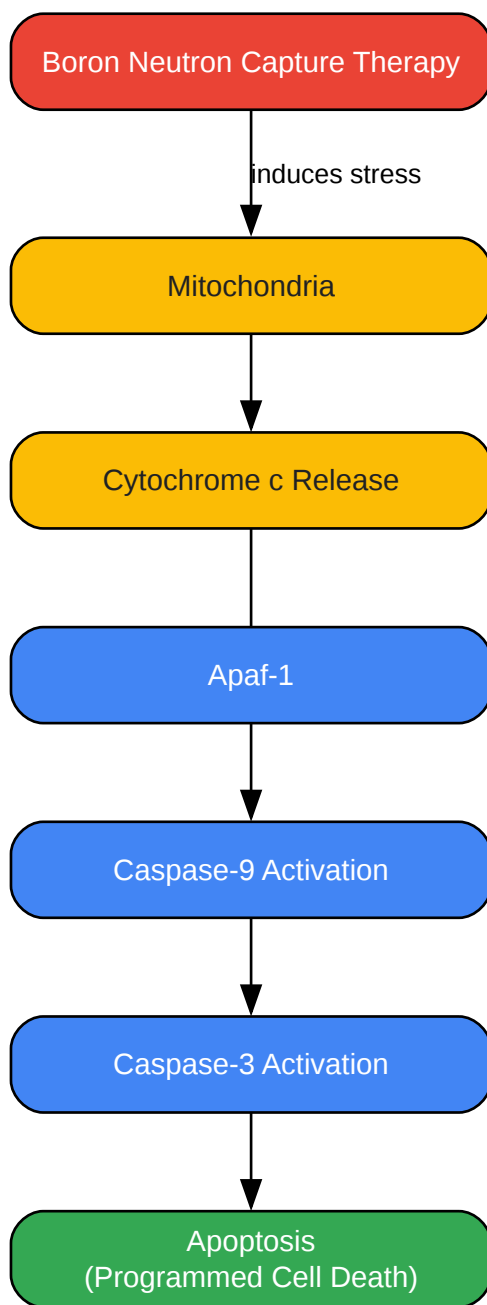 Boron Neutron Capture Therapy
induces stress
Mitochondria
Cytochrome c Release
Apaf-1
Caspase-9 Activation
Caspase-3 Activation
Apoptosis
(Programmed Cell Death)